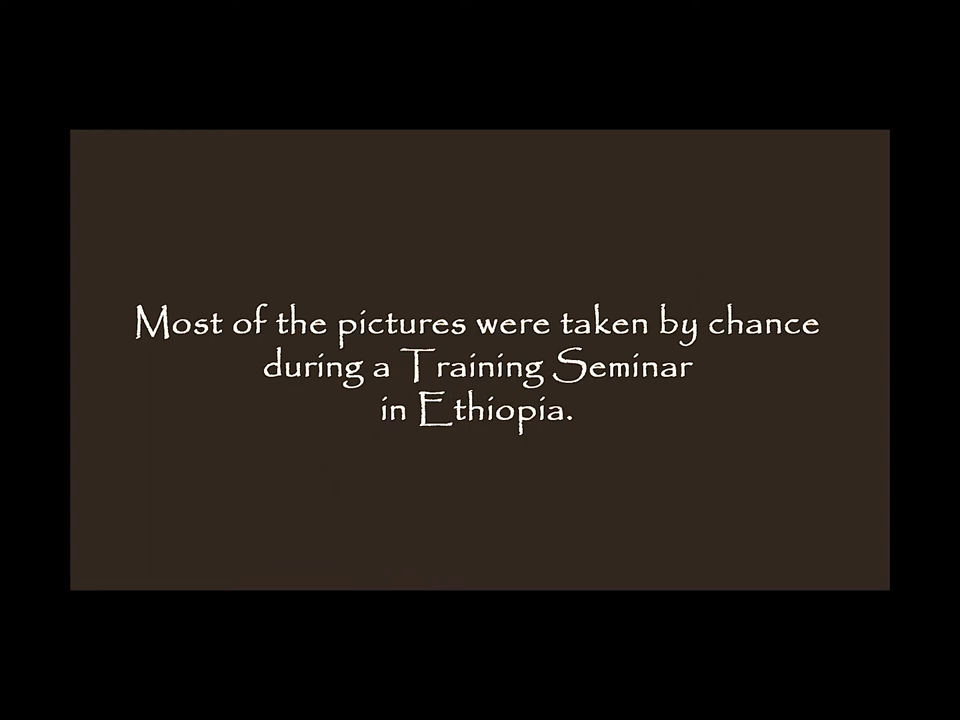 Most of the pictures were taken by chance
during a Training Seminar
in Ethiopia.